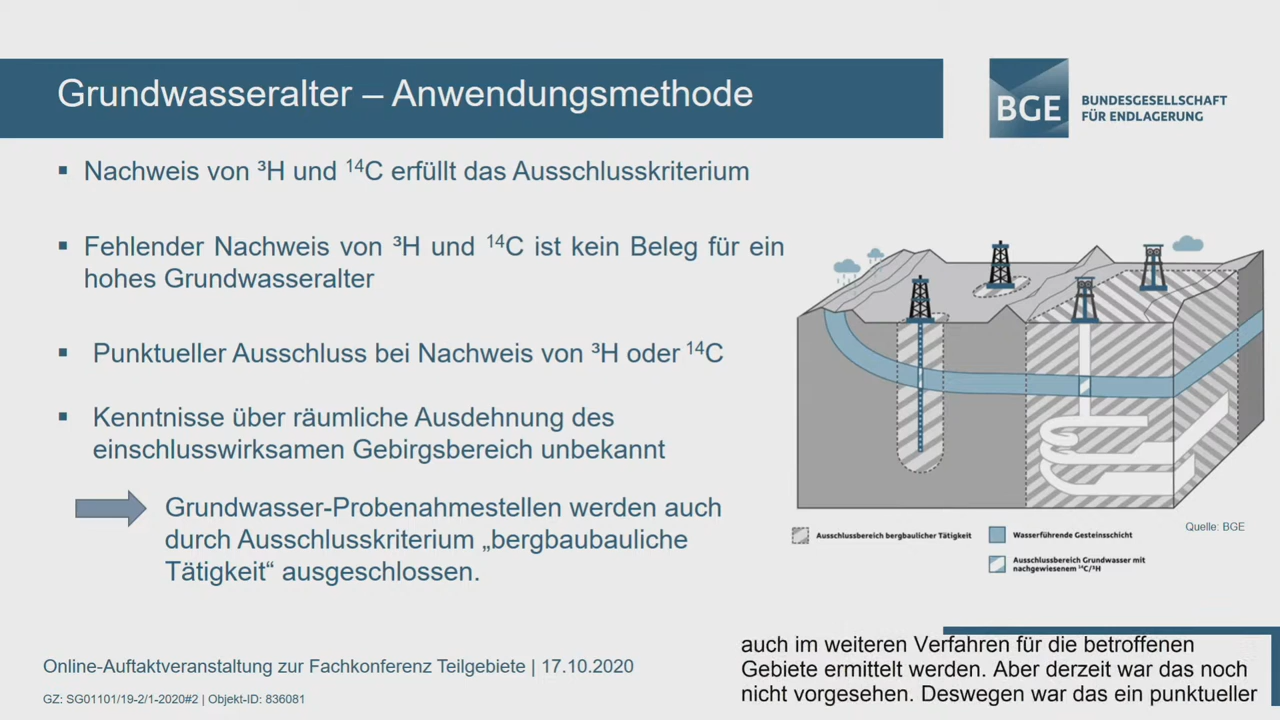 Grundwasseralter – Anwendungsmethode
BGE
BUNDESGESELLSCHAFT
FÜR ENDLAGERUNG
▪ Nachweis von ³H und ¹⁴C erfüllt das Ausschlusskriterium
▪ Fehlender Nachweis von ³H und ¹⁴C ist kein Beleg für ein
hohes Grundwasseralter
▪ Punktueller Ausschluss bei Nachweis von ³H oder ¹⁴C
▪ Kenntnisse über räumliche Ausdehnung des
einschlusswirksamen Gebirgsbereich unbekannt
Grundwasser-Probenahmestellen werden auch
durch Ausschlusskriterium „bergbaubauliche
Tätigkeit“ ausgeschlossen.
Quelle: BGE
Ausschlussbereich bergbaulicher Tätigkeit
Wasserführende Gesteinsschicht
Ausschlussbereich Grundwasser mit
nachgewiesenem ¹⁴C/³H
Online-Auftaktveranstaltung zur Fachkonferenz Teilgebiete | 17.10.2020
GZ: SG01101/19-2/1-2020#2 | Objekt-ID: 836081
auch im weiteren Verfahren für die betroffenen
Gebiete ermittelt werden. Aber derzeit war das noch
nicht vorgesehen. Deswegen war das ein punktueller